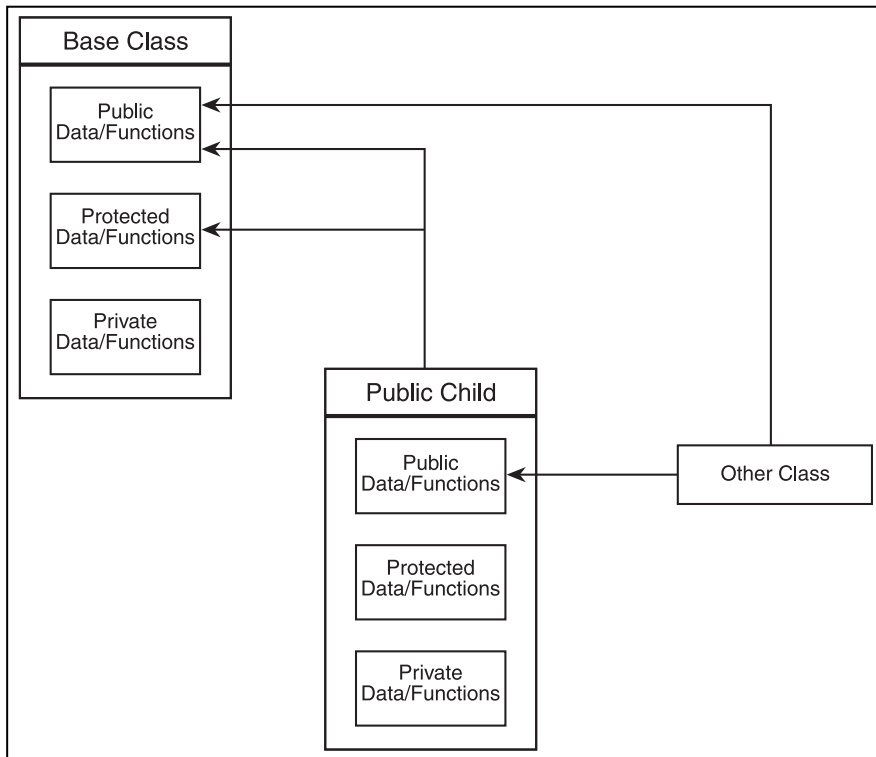 Base Class
Public
Data/Functions
Protected
Data/Functions
Private
Data/Functions
Public Child
Public
Data/Functions
Other Class
Protected
Data/Functions
Private
Data/Functions